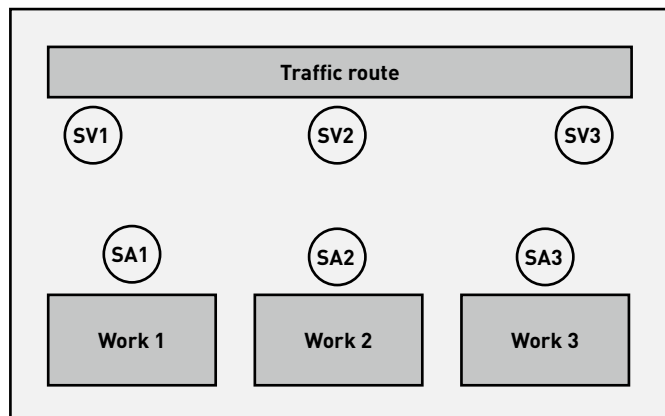 Traffic route
SV1 SV2 SV3
SA1 SA2 SA3
Work 1 Work 2 Work 3